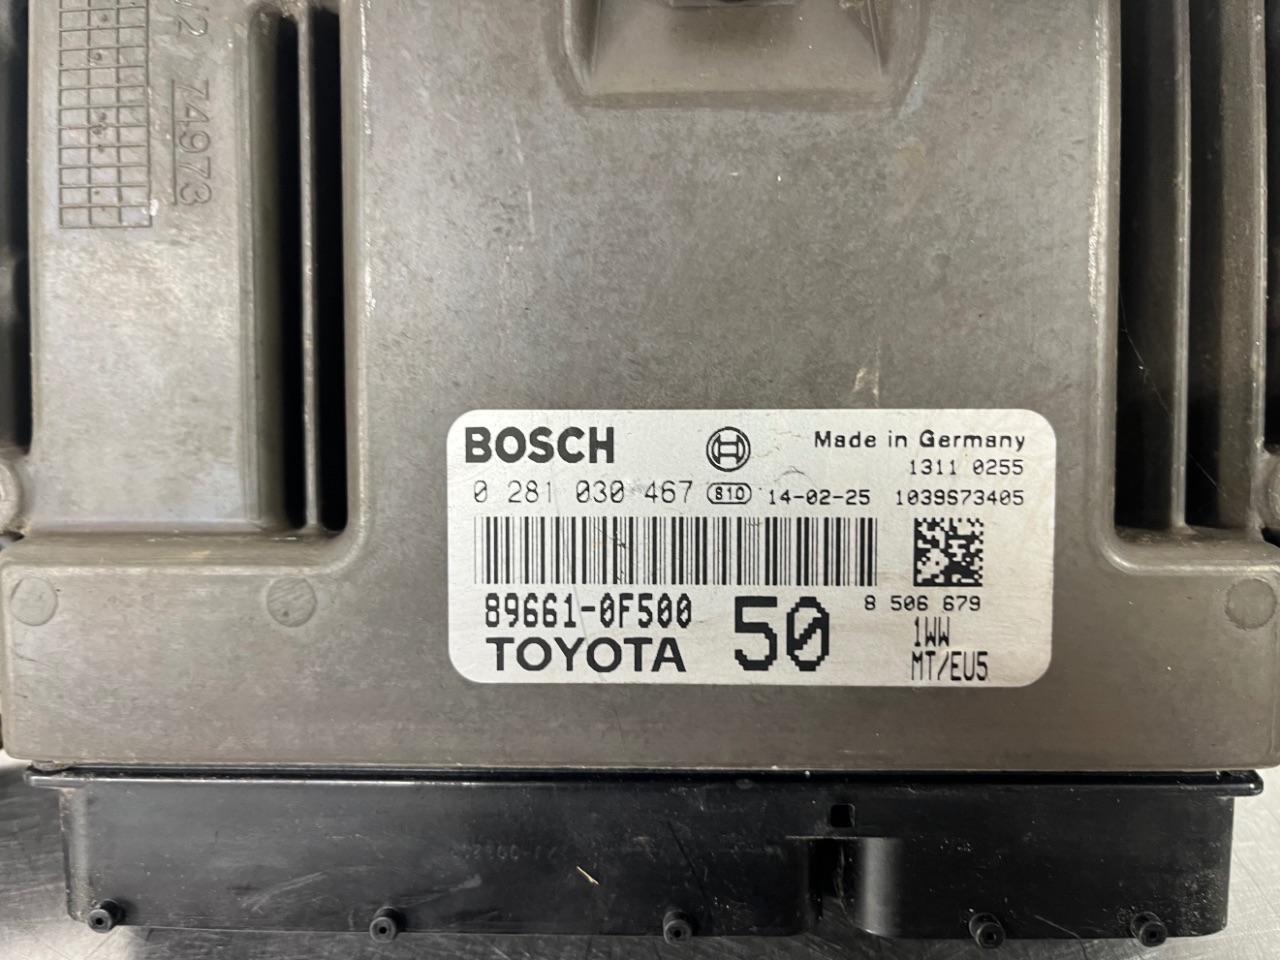 74973
BOSCH
Made in Germany
1311 0255
0 281 030 467 S10 14-02-25 1039S73405
89661-0F500
50
8 506 679
TOYOTA
1WW
MT/EU5